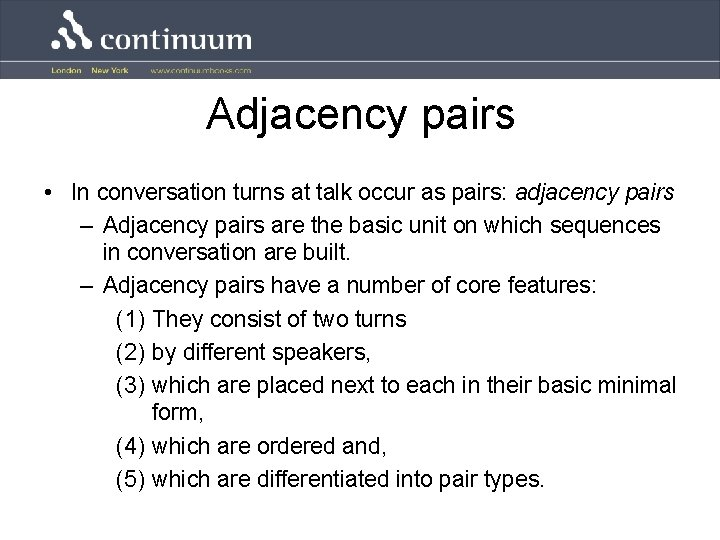 continuum
London New York www.continuumbooks.com
Adjacency pairs
• In conversation turns at talk occur as pairs: adjacency pairs
– Adjacency pairs are the basic unit on which sequences
in conversation are built.
– Adjacency pairs have a number of core features:
(1) They consist of two turns
(2) by different speakers,
(3) which are placed next to each in their basic minimal
form,
(4) which are ordered and,
(5) which are differentiated into pair types.